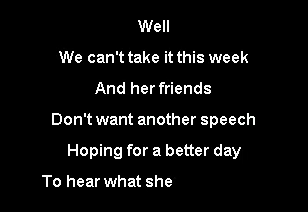 Well
We can't take it this week
And her friends
Don't want another speech
Hoping for a better day
To hear what she